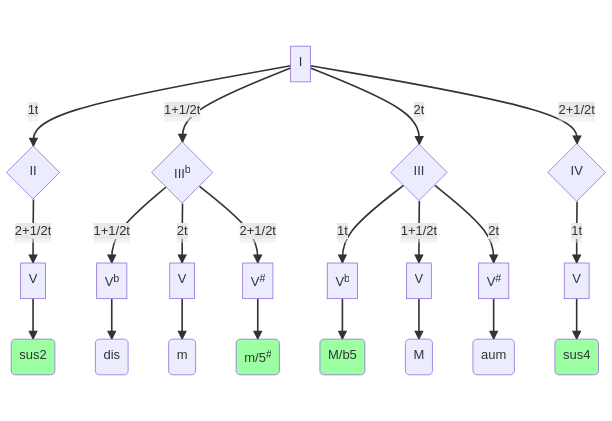 I
1t 1+1/2t 2t 2+1/2t
II III♭ III IV
2+1/2t 1+1/2t 2t 2+1/2t 1t 1+1/2t 2t 1t
V V♭ V V# V♭ V V# V
sus2 dis m m/5# M/b5 M aum sus4